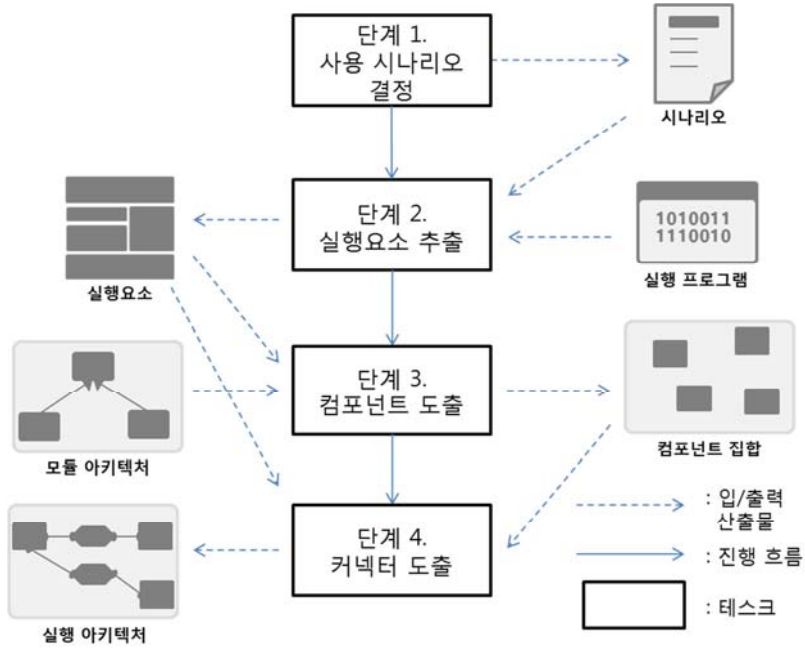 단계 1.
사용 시나리오
결정
시나리오
단계 2.
실행요소 추출
1010011
1110010
실행요소
실행 프로그램
단계 3.
컴포넌트 도출
모듈 아키텍처
컴포넌트 집합
단계 4.
커넥터 도출
실행 아키텍처
: 입/출력
산출물
: 진행 흐름
: 테스크